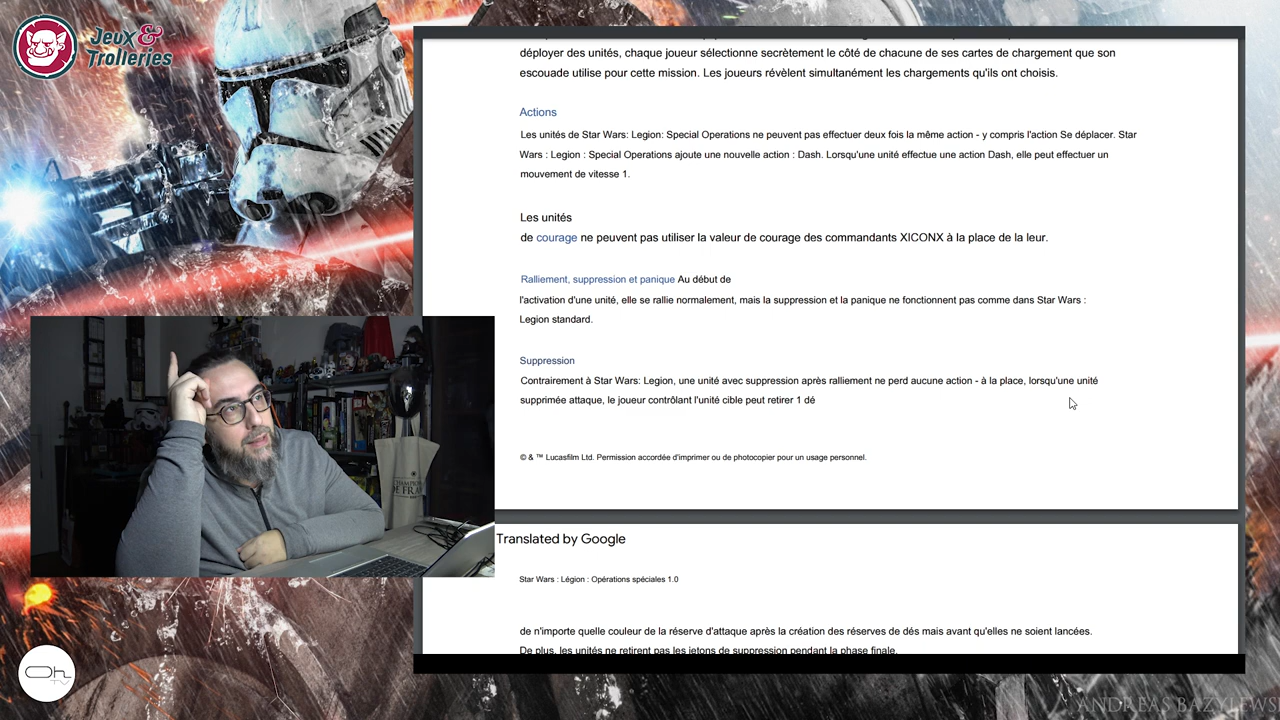 Jeux &
Trolleries
déployer des unités, chaque joueur sélectionne secrètement le côté de chacune de ses cartes de chargement que son
escouade utilise pour cette mission. Les joueurs révèlent simultanément les chargements qu'ils ont choisis.
Actions
Les unités de Star Wars: Legion: Special Operations ne peuvent pas effectuer deux fois la même action - y compris l'action Se déplacer. Star
Wars : Legion : Special Operations ajoute une nouvelle action : Dash. Lorsqu'une unité effectue une action Dash, elle peut effectuer un
mouvement de vitesse 1.
Les unités
de courage ne peuvent pas utiliser la valeur de courage des commandants XICONX à la place de la leur.
Ralliement, suppression et panique Au début de
l'activation d'une unité, elle se rallie normalement, mais la suppression et la panique ne fonctionnent pas comme dans Star Wars :
Legion standard.
Suppression
Contrairement à Star Wars: Legion, une unité avec suppression après ralliement ne perd aucune action - à la place, lorsqu'une unité
supprimée attaque, le joueur contrôlant l'unité cible peut retirer 1 dé
© & ™ Lucasfilm Ltd. Permission accordée d'imprimer ou de photocopier pour un usage personnel.
Translated by Google
Star Wars : Légion : Opérations spéciales 1.0
de n'importe quelle couleur de la réserve d'attaque après la création des réserves de dés mais avant qu'elles ne soient lancées.
De plus, les unités ne retirent pas les jetons de suppression pendant la phase finale.
Oh
TV
ANDREAS BAZYLEWS